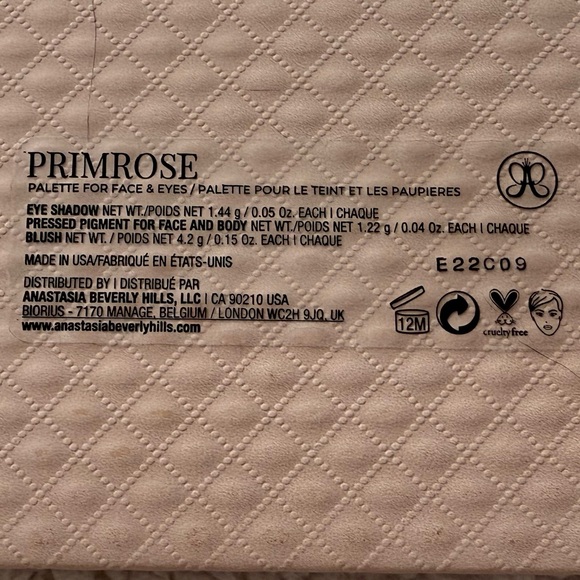 PRIMROSE
PALETTE FOR FACE & EYES / PALETTE POUR LE TEINT ET LES PAUPIERES
EYE SHADOW NET WT./POIDS NET 1.44 g / 0.05 Oz. EACH | CHAQUE
PRESSED PIGMENT FOR FACE AND BODY NET WT./POIDS NET 1.22 g / 0.04 Oz. EACH | CHAQUE
BLUSH NET WT. / POIDS NET 4.2 g / 0.15 Oz. EACH | CHAQUE
MADE IN USA/FABRIQUÉ EN ÉTATS-UNIS
E22C09
DISTRIBUTED BY | DISTRIBUÉ PAR
ANASTASIA BEVERLY HILLS, LLC | CA 90210 USA
BIORIUS - 7170 MANAGE, BELGIUM / LONDON WC2H 9JQ, UK
www.anastasiabeverlyhills.com
12M
crueltyfree